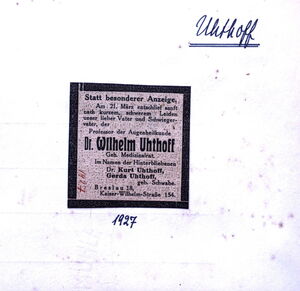 Uhthoff
Statt besonderer Anzeige.
Am 21. März entschlief sanft
nach kurzem, schwerem Leiden
unser lieber Vater und Schwieger-
vater, der
Professor der Augenheilkunde
Dr. Wilhelm Uhthoff
Geh. Medizinalrat.
Im Namen der Hinterbliebenen
Dr. Kurt Uhthoff,
Gerda Uhthoff,
geb. Schwabe.
Breslau 18,
Kaiser-Wilhelm-Straße 154.
1927